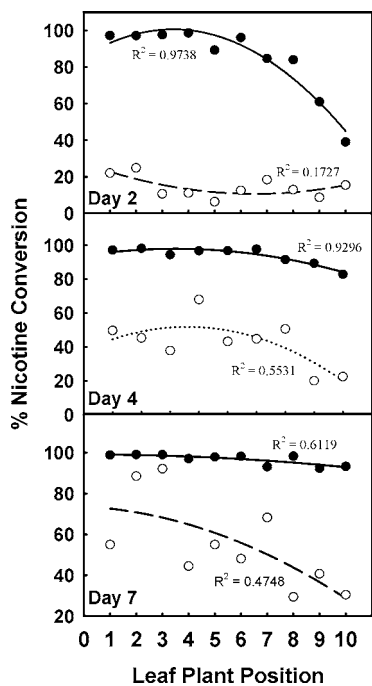 100
80
R² = 0.9738
60
40
R² = 0.1727
20
Day 2
0
100
R² = 0.9296
80
60
40
R² = 0.5531
20
Day 4
0
100
R² = 0.6119
80
60
40
R² = 0.4748
Day 7
20
0 1 2 3 4 5 6 7 8 9 10
% Nicotine Conversion
Leaf Plant Position